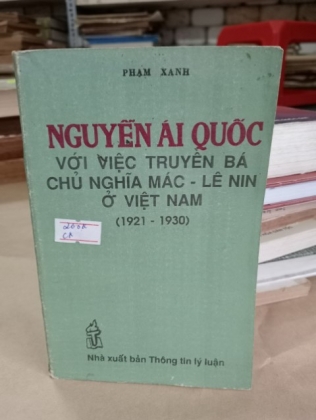 PHẠM XANH
NGUYỄN ÁI QUỐC
VỚI VIỆC TRUYỀN BÁ
CHỦ NGHĨA MÁC - LÊ NIN
Ở VIỆT NAM
(1921 - 1930)
Nhà xuất bản Thông tin lý luận